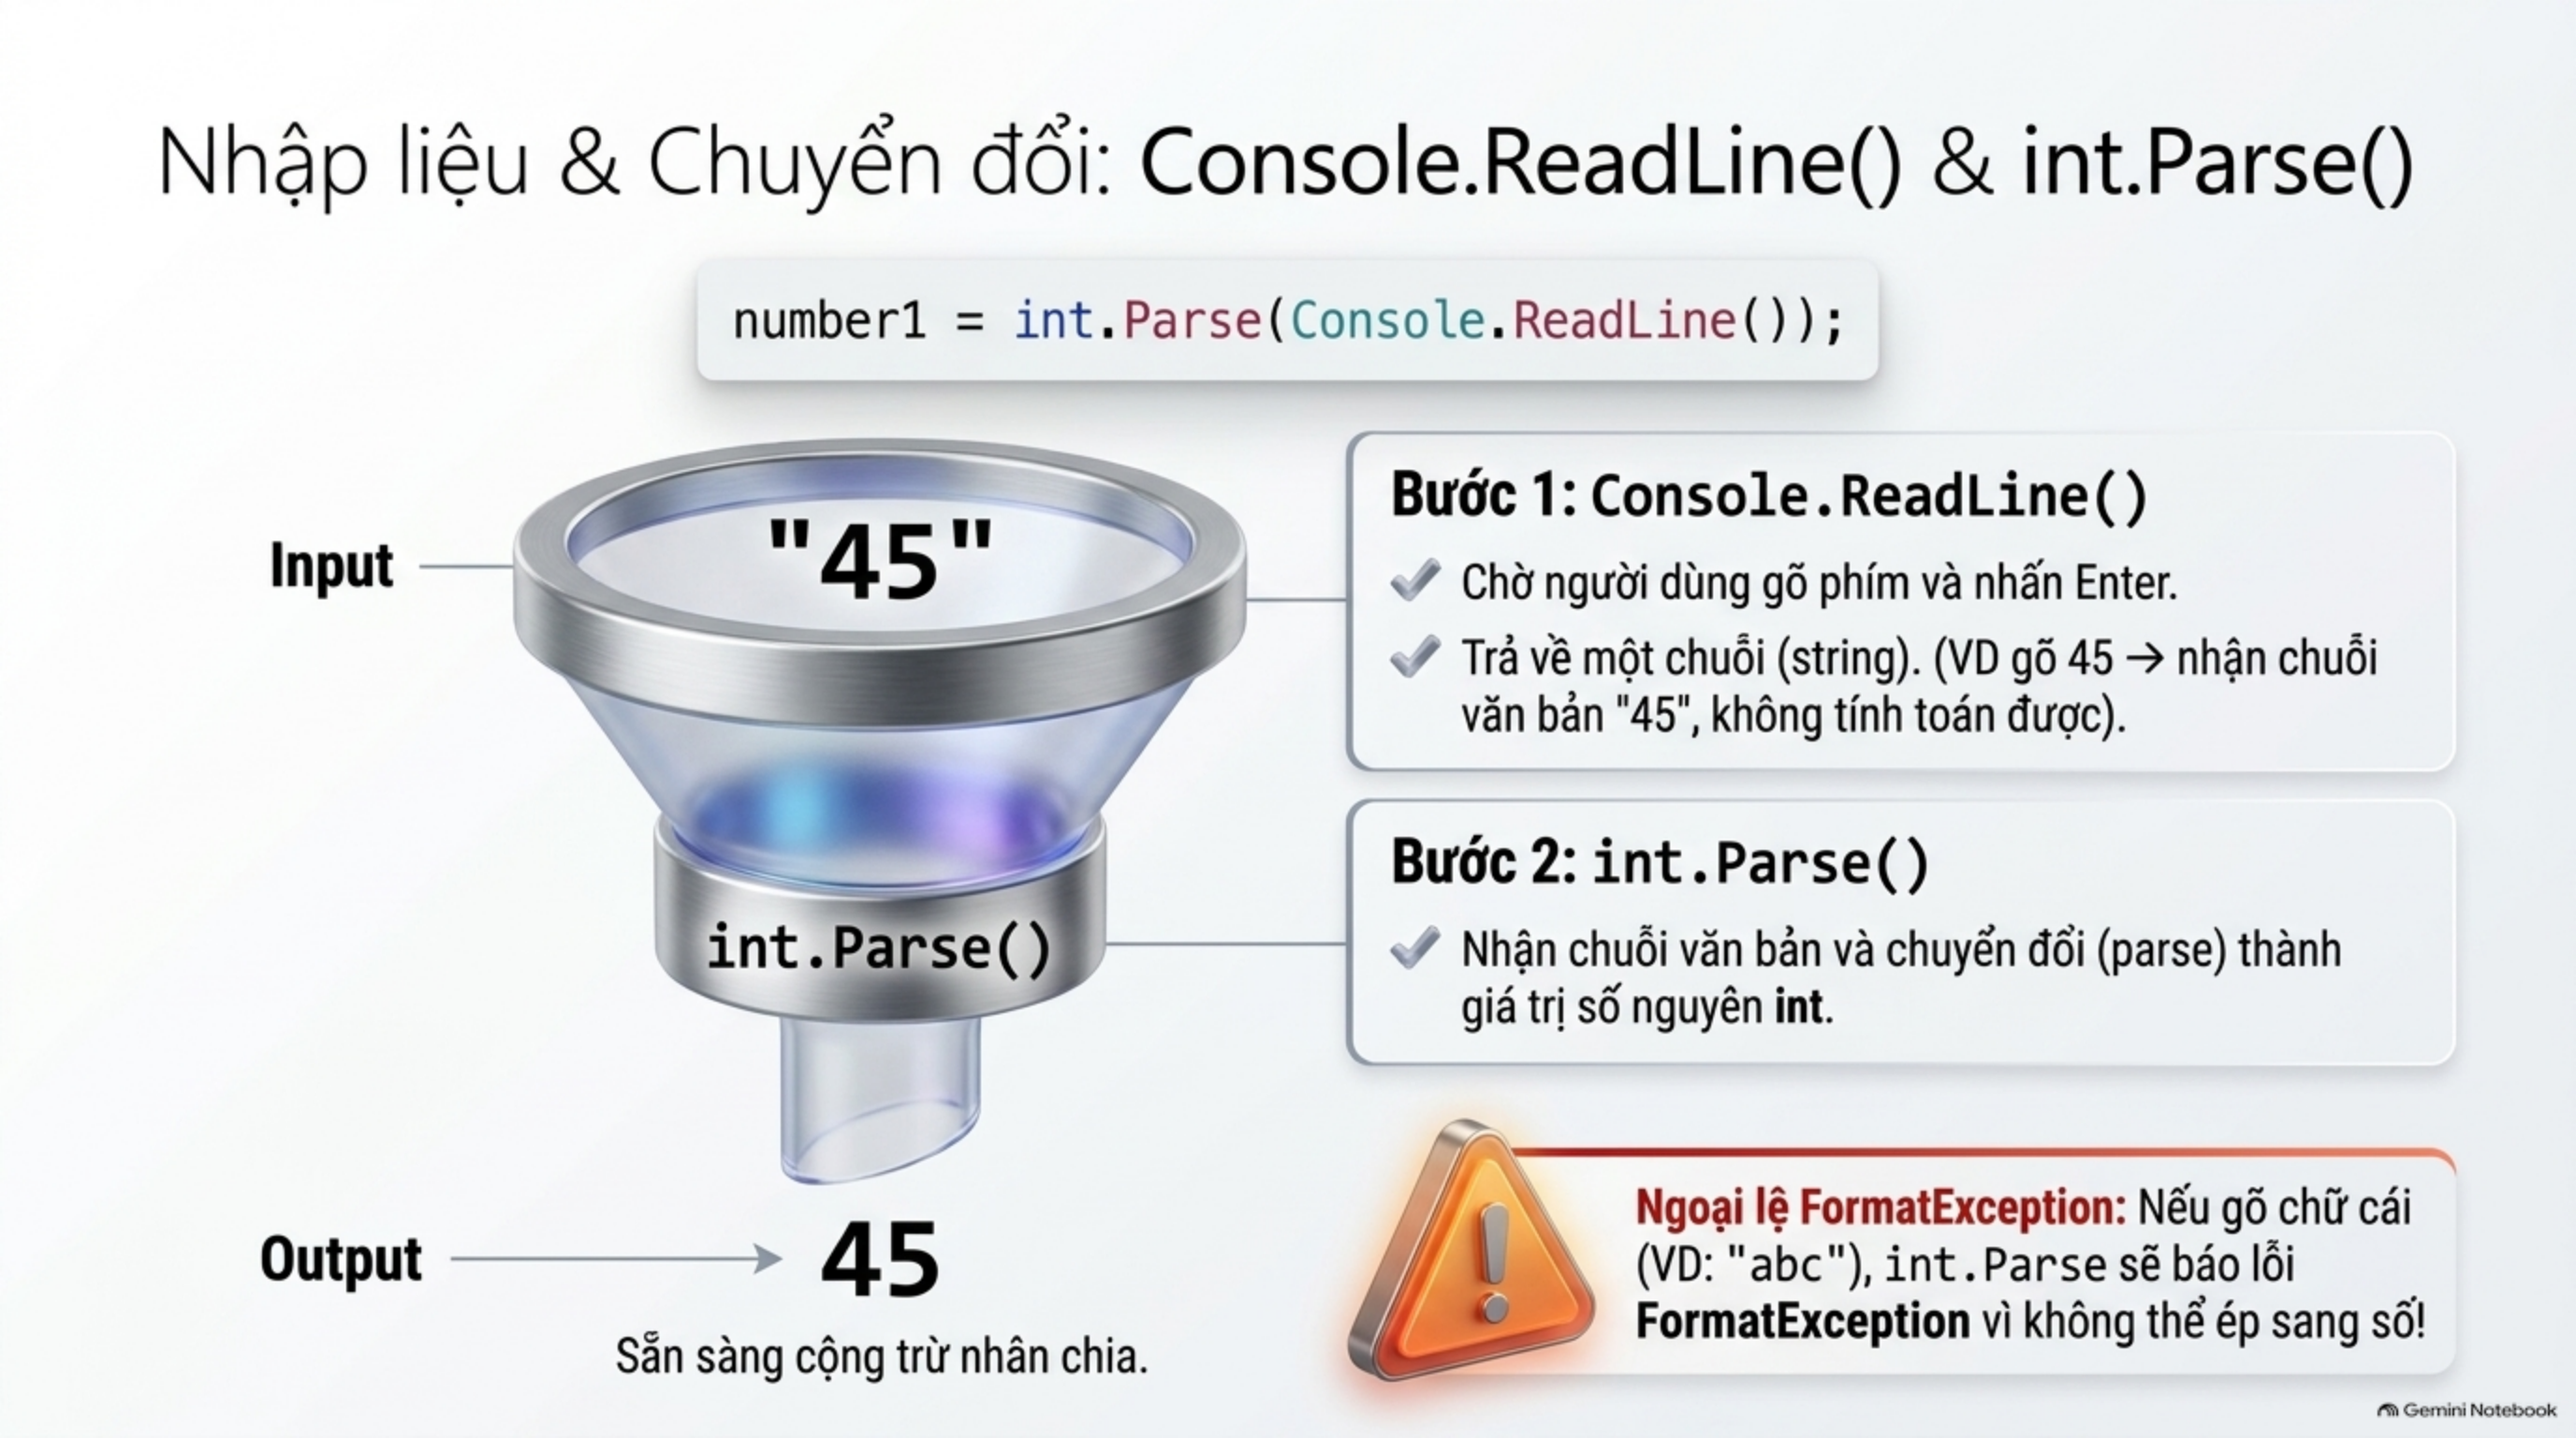 Nhập liệu & Chuyển đổi: Console.ReadLine() & int.Parse()
number1 = int.Parse(Console.ReadLine());
Input
"45"
int.Parse()
Output
45
Sẵn sàng cộng trừ nhân chia.
Bước 1: Console.ReadLine()
Chờ người dùng gõ phím và nhấn Enter.
Trả về một chuỗi (string). (VD gõ 45 → nhận chuỗi
văn bản "45", không tính toán được).
Bước 2: int.Parse()
Nhận chuỗi văn bản và chuyển đổi (parse) thành
giá trị số nguyên int.
Ngoại lệ FormatException: Nếu gõ chữ cái
(VD: "abc"), int.Parse sẽ báo lỗi
FormatException vì không thể ép sang số!
Gemini Notebook